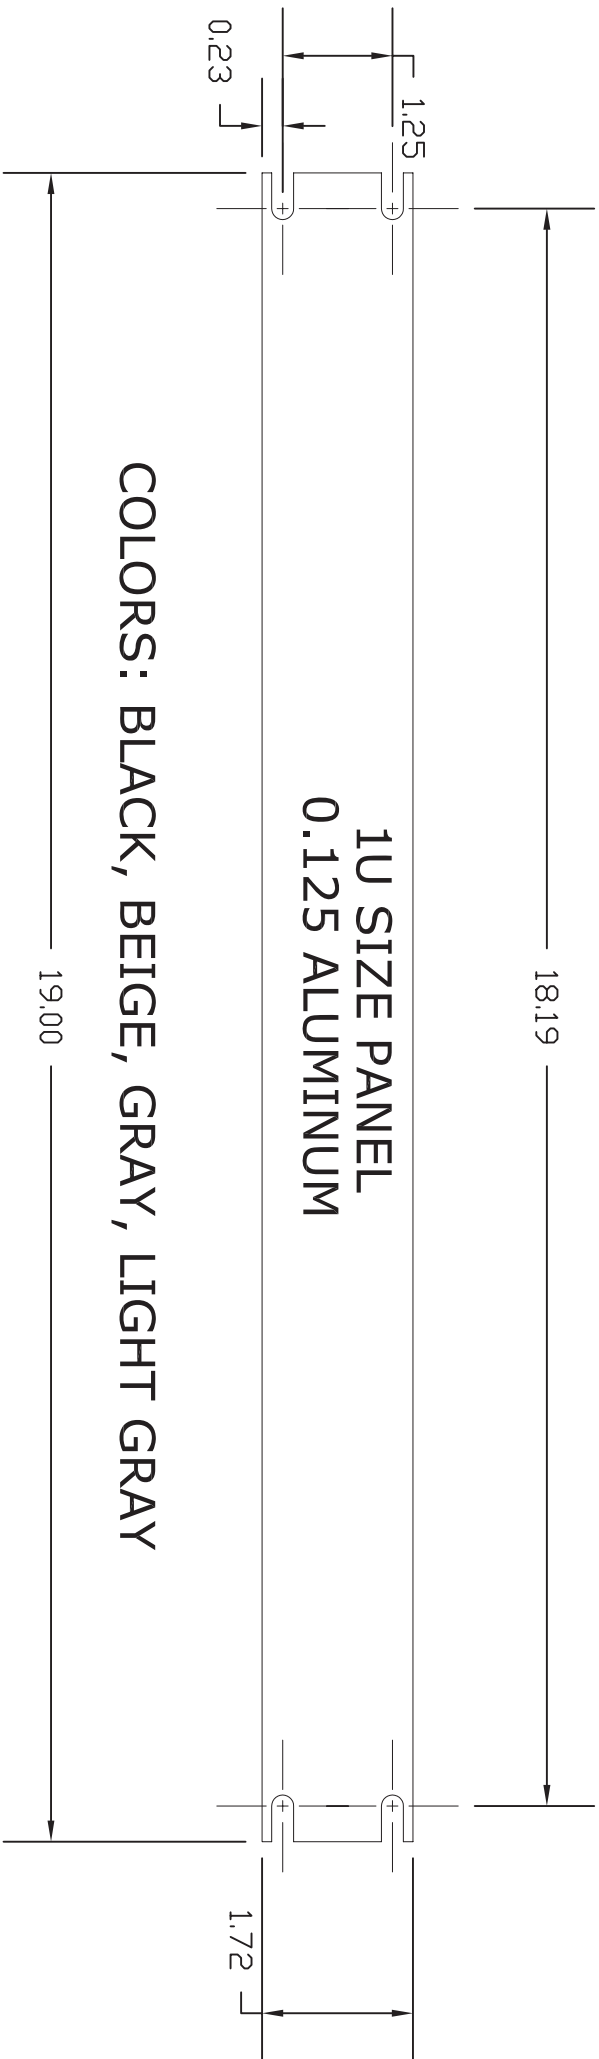 18.19
1.25
0.23
1U SIZE PANEL
0.125 ALUMINUM
1.72
COLORS: BLACK, BEIGE, GRAY, LIGHT GRAY
19.00